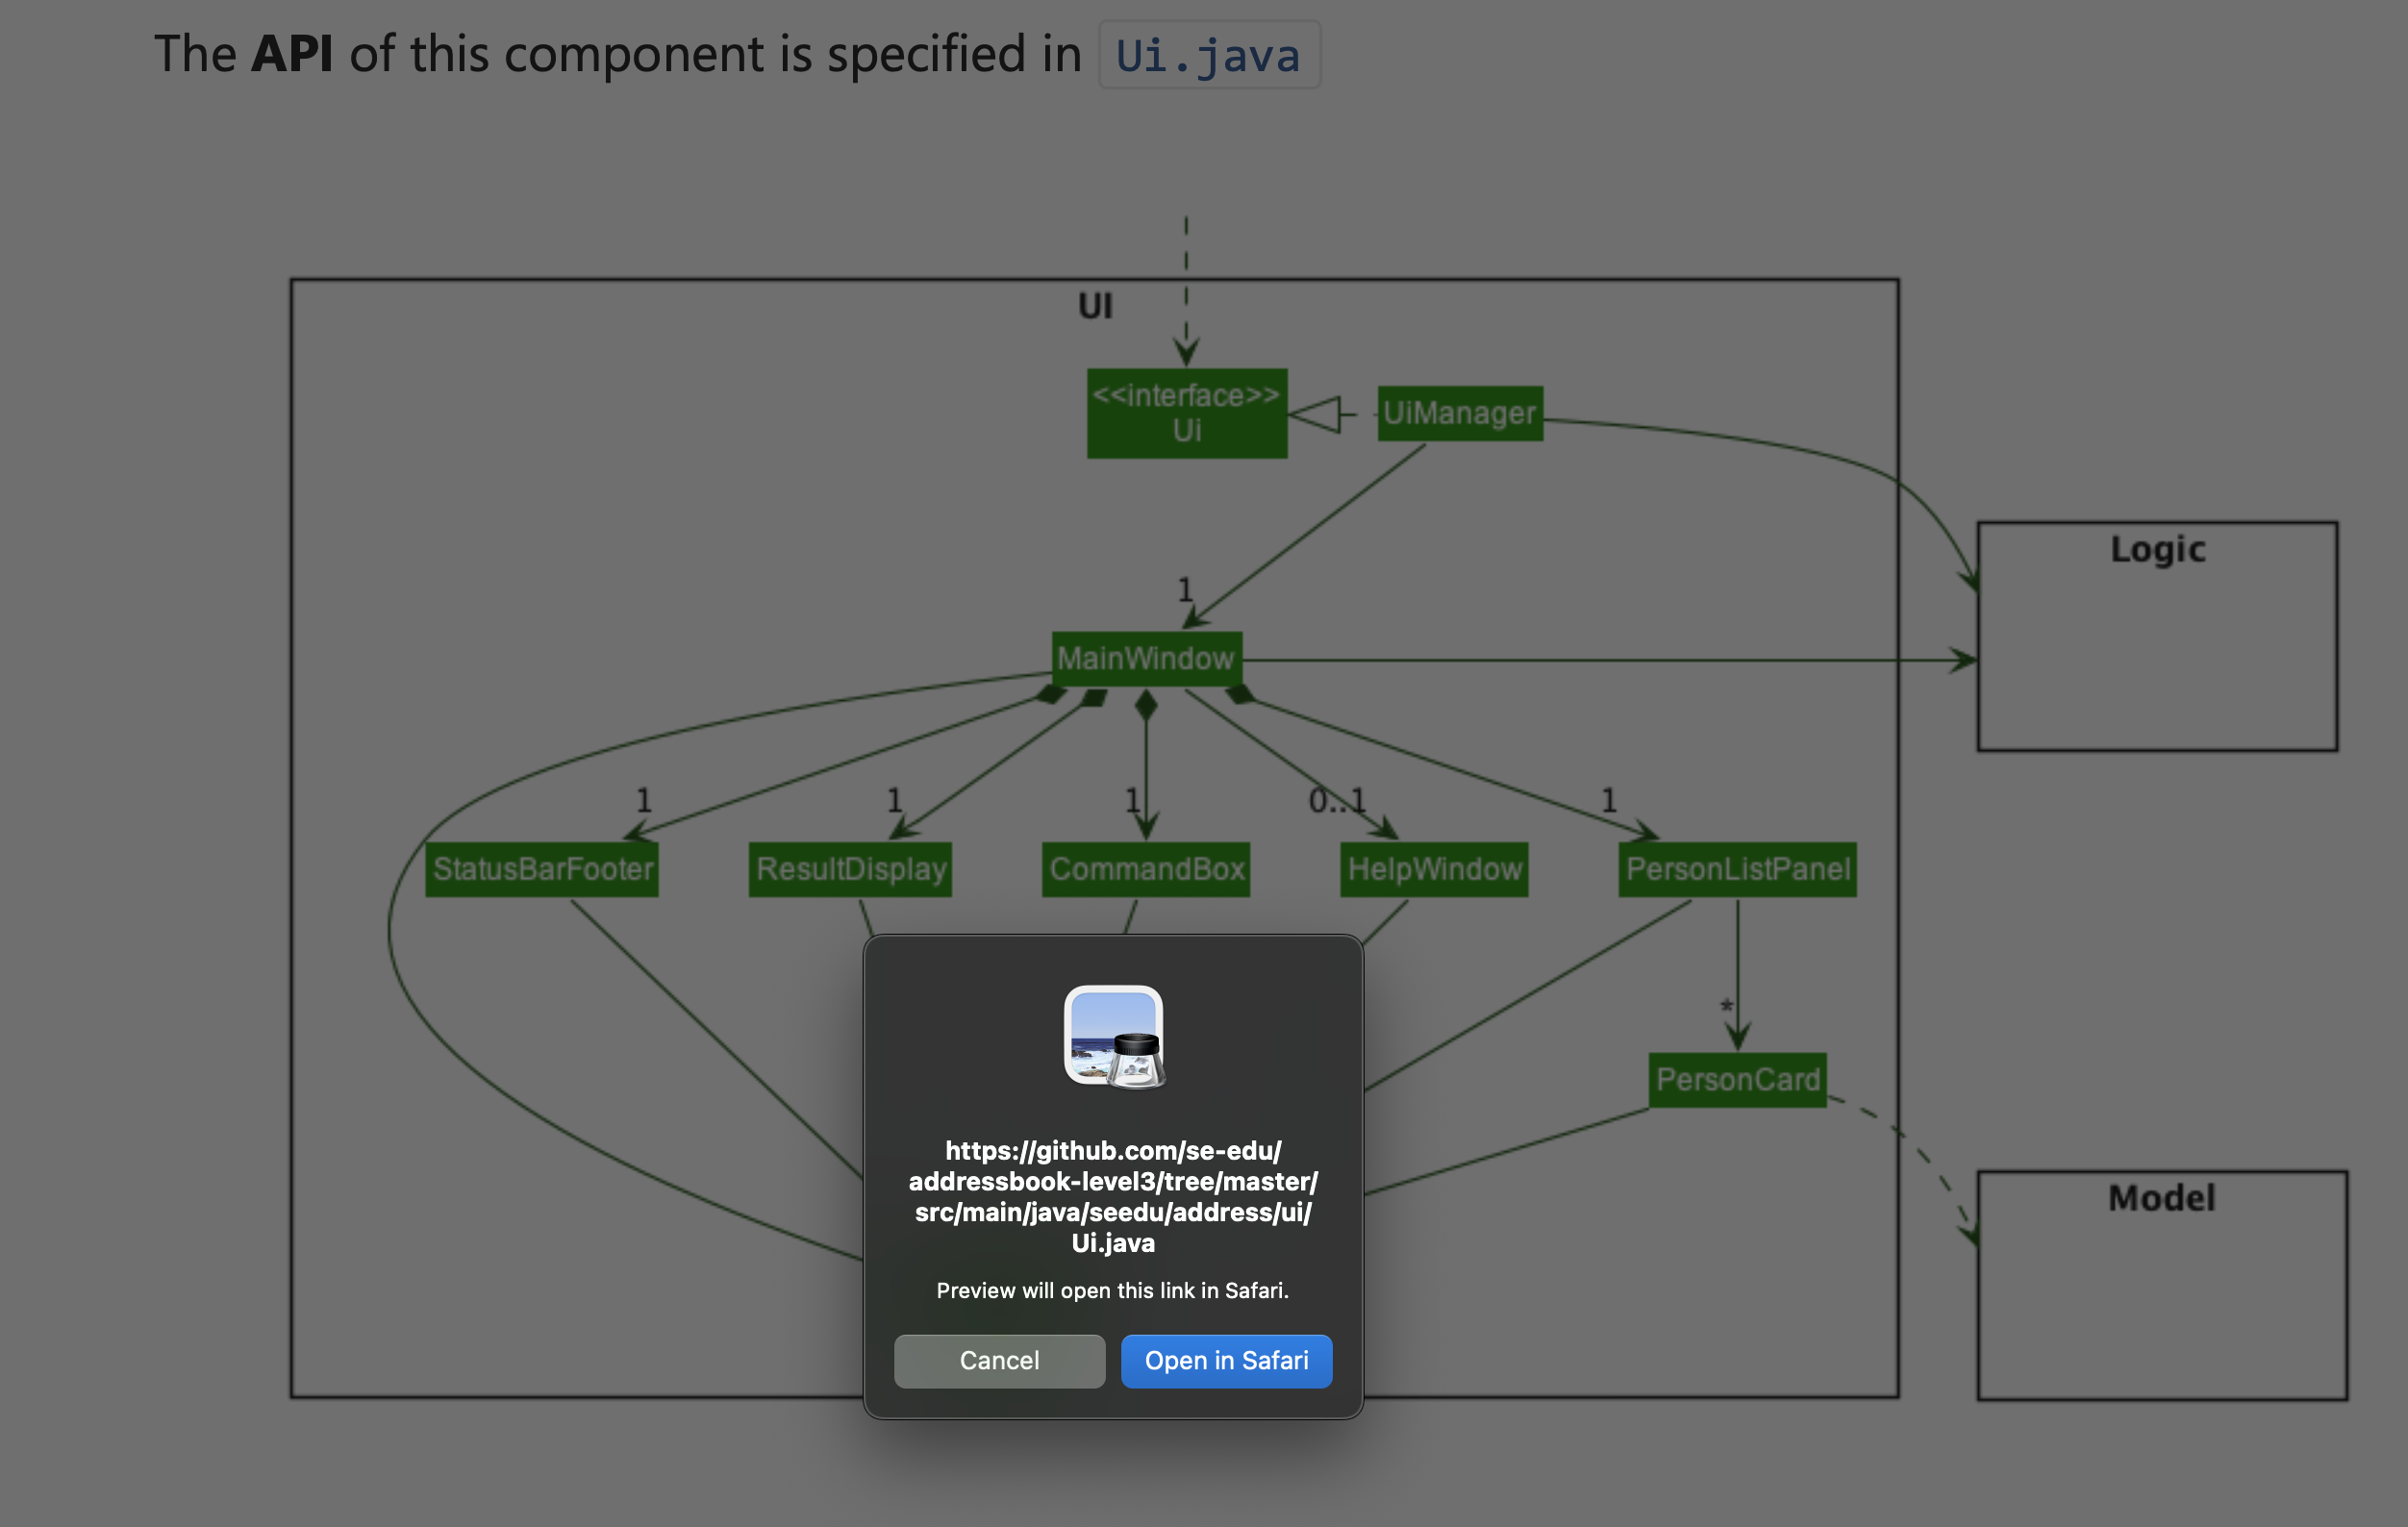 The API of this component is specified in Ui.java
UI
<<interface>>
Ui
UiManager
Logic
1
MainWindow
1
1
1
0..1
1
StatusBarFooter
ResultDisplay
CommandBox
HelpWindow
PersonListPanel
*
PersonCard
https://github.com/se-edu/
addressbook-level3/tree/master/
src/main/java/seedu/address/ui/
Ui.java
Model
Preview will open this link in Safari.
Cancel
Open in Safari